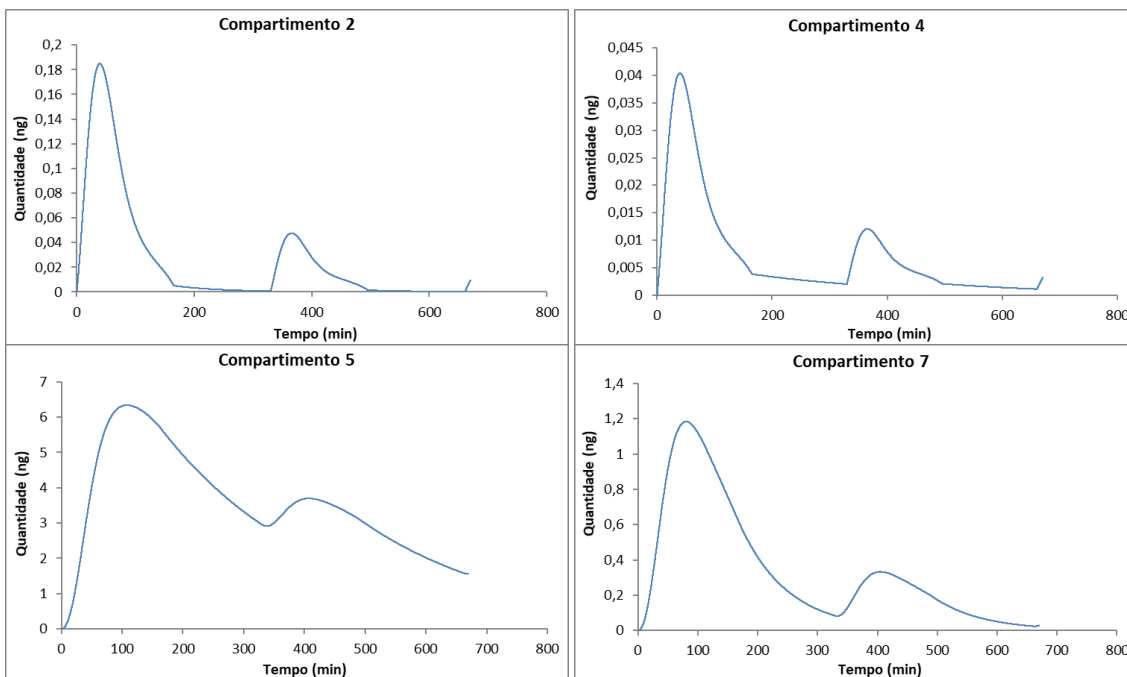 Compartimento 2
Quantidade (ng)
0,2
0,18
0,16
0,14
0,12
0,1
0,08
0,06
0,04
0,02
0
0 200 400 600 800
Tempo (min)
Compartimento 4
Quantidade (ng)
0,045
0,04
0,035
0,03
0,025
0,02
0,015
0,01
0,005
0
0 200 400 600 800
Tempo (min)
Compartimento 5
Quantidade (ng)
7
6
5
4
3
2
1
0
0 100 200 300 400 500 600 700 800
Tempo (min)
Compartimento 7
Quantidade (ng)
1,4
1,2
1
0,8
0,6
0,4
0,2
0
0 100 200 300 400 500 600 700 800
Tempo (min)